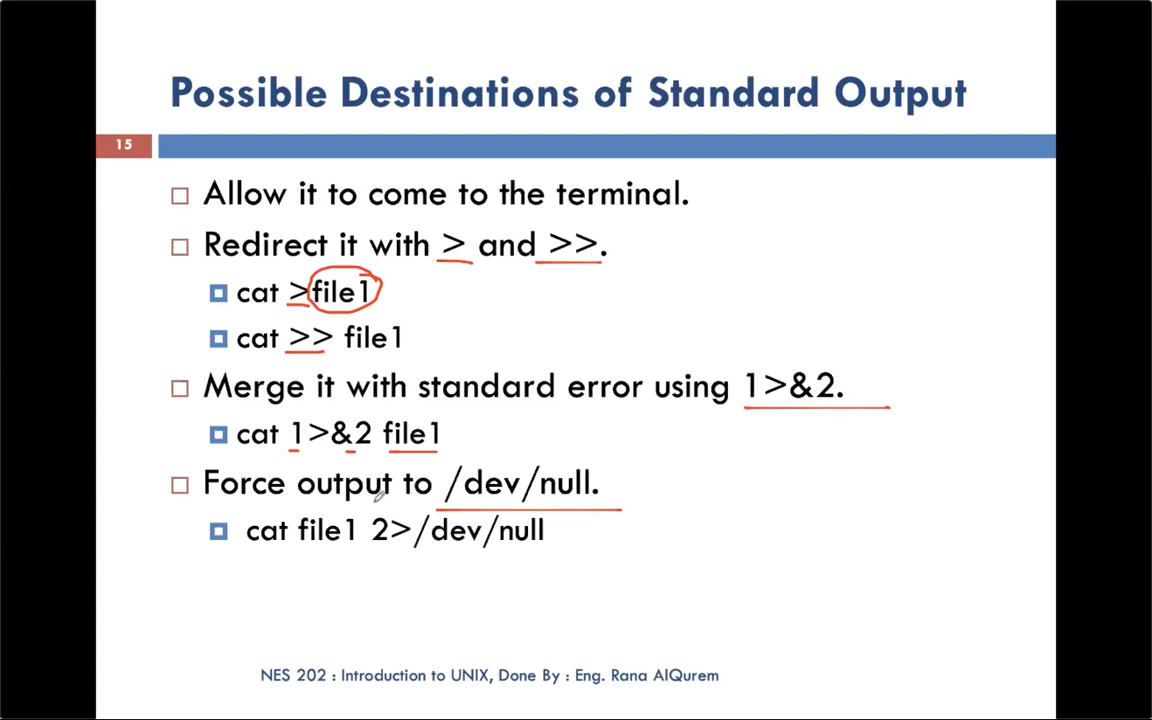 Possible Destinations of Standard Output
15
Allow it to come to the terminal.
Redirect it with > and >>.
cat >file1
cat >> file1
Merge it with standard error using 1>&2.
cat 1>&2 file1
Force output to /dev/null.
cat file1 2>/dev/null
NES 202 : Introduction to UNIX, Done By : Eng. Rana AlQurem